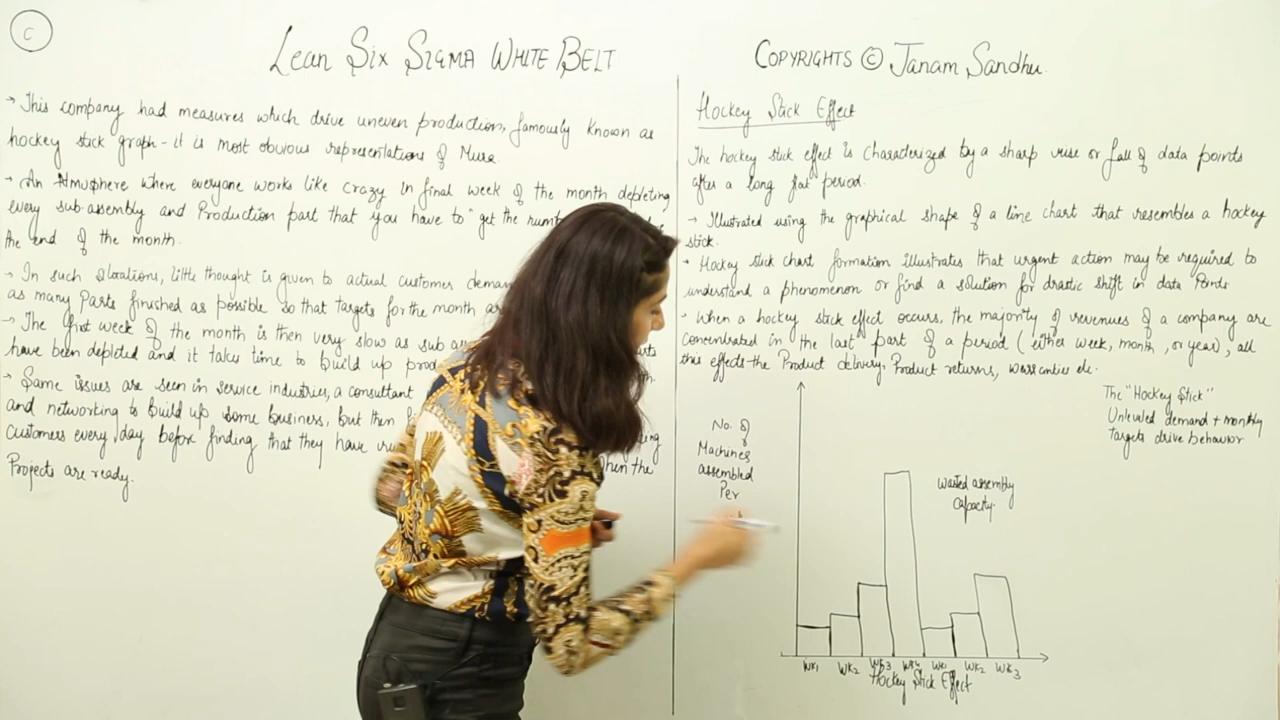 C
Lean Six Sigma White Belt
Copyrights © Janam Sandhu.
→ This company had measures which drive uneven production, famously known as
hockey stick graph - it is most obvious representations of Mura.
→ An Atmosphere where everyone works like crazy in final week of the month depleting
every sub-assembly and Production part that you have to "get the
the end of the month.
→ In such situations, little thought is given to actual customer
as many Parts finished as possible so that targets for the month
→ The first week of the month is then very slow as sub
parts
have been depleted and it takes time to build up
→ Same issues are seen in service industries, a consultant
and networking to build up some business, but then
customers every day before finding that they have
When the
Projects are ready.
Hockey Stick Effect
The hockey stick effect is characterized by a sharp rise or fall of data points
after a long flat period.
→ Illustrated using the graphical shape of a line chart that resembles a hockey
stick.
• Hockey stick chart formation illustrates that urgent action may be required to
understand a phenomenon or find a solution for drastic shift in data Points
• When a hockey stick effect occurs, the majority of revenues of a company are
concentrated in the last part of a period (either week, month, or year), all
this effects the Product delivery, Product returns, warranties etc.
No. of
Machines
assembled
Per
The "Hockey Stick"
Unleveled demand + monthly
targets drive behavior
Wasted assembly
Capacity.
Wk1 Wk2 Wk3 Wk4 Wk1 Wk2 Wk3
Hockey Stick Effect